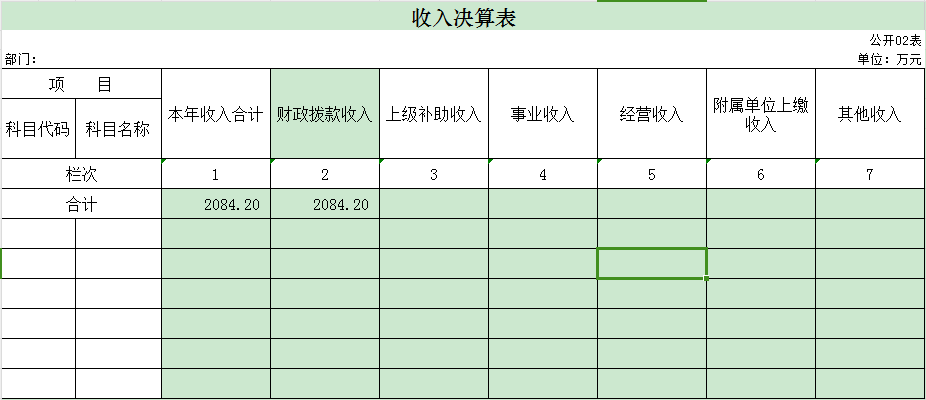 收入决算表
公开02表
部门：
单位：万元
项 目
本年收入合计
财政拨款收入
上级补助收入
事业收入
经营收入
附属单位上缴
收入
其他收入
科目代码
科目名称
栏次 1 2 3 4 5 6 7
合计 2084.20 2084.20